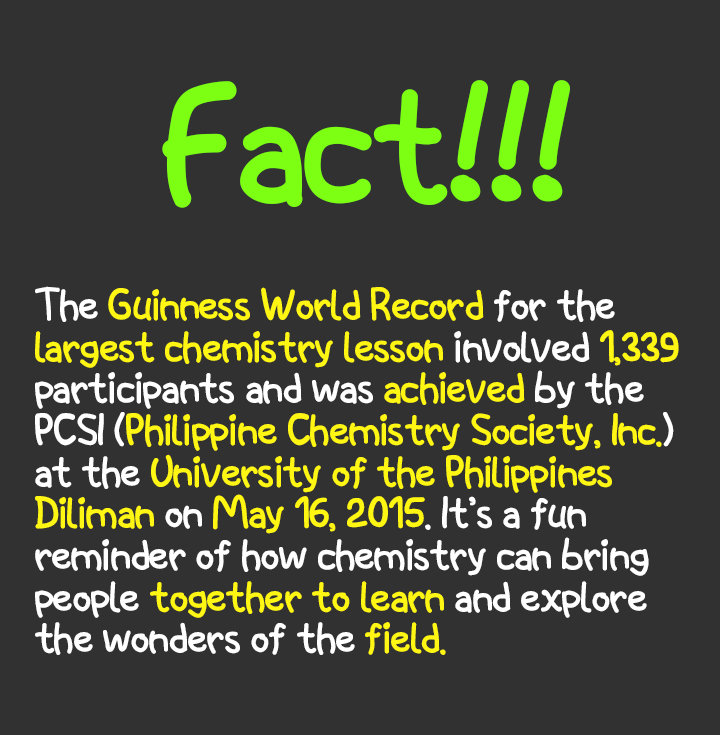 Fact!!!
The Guinness World Record for the
largest chemistry lesson involved 1,339
participants and was achieved by the
PCSI (Philippine Chemistry Society, Inc.)
at the University of the Philippines
Diliman on May 16, 2015. It's a fun
reminder of how chemistry can bring
people together to learn and explore
the wonders of the field.